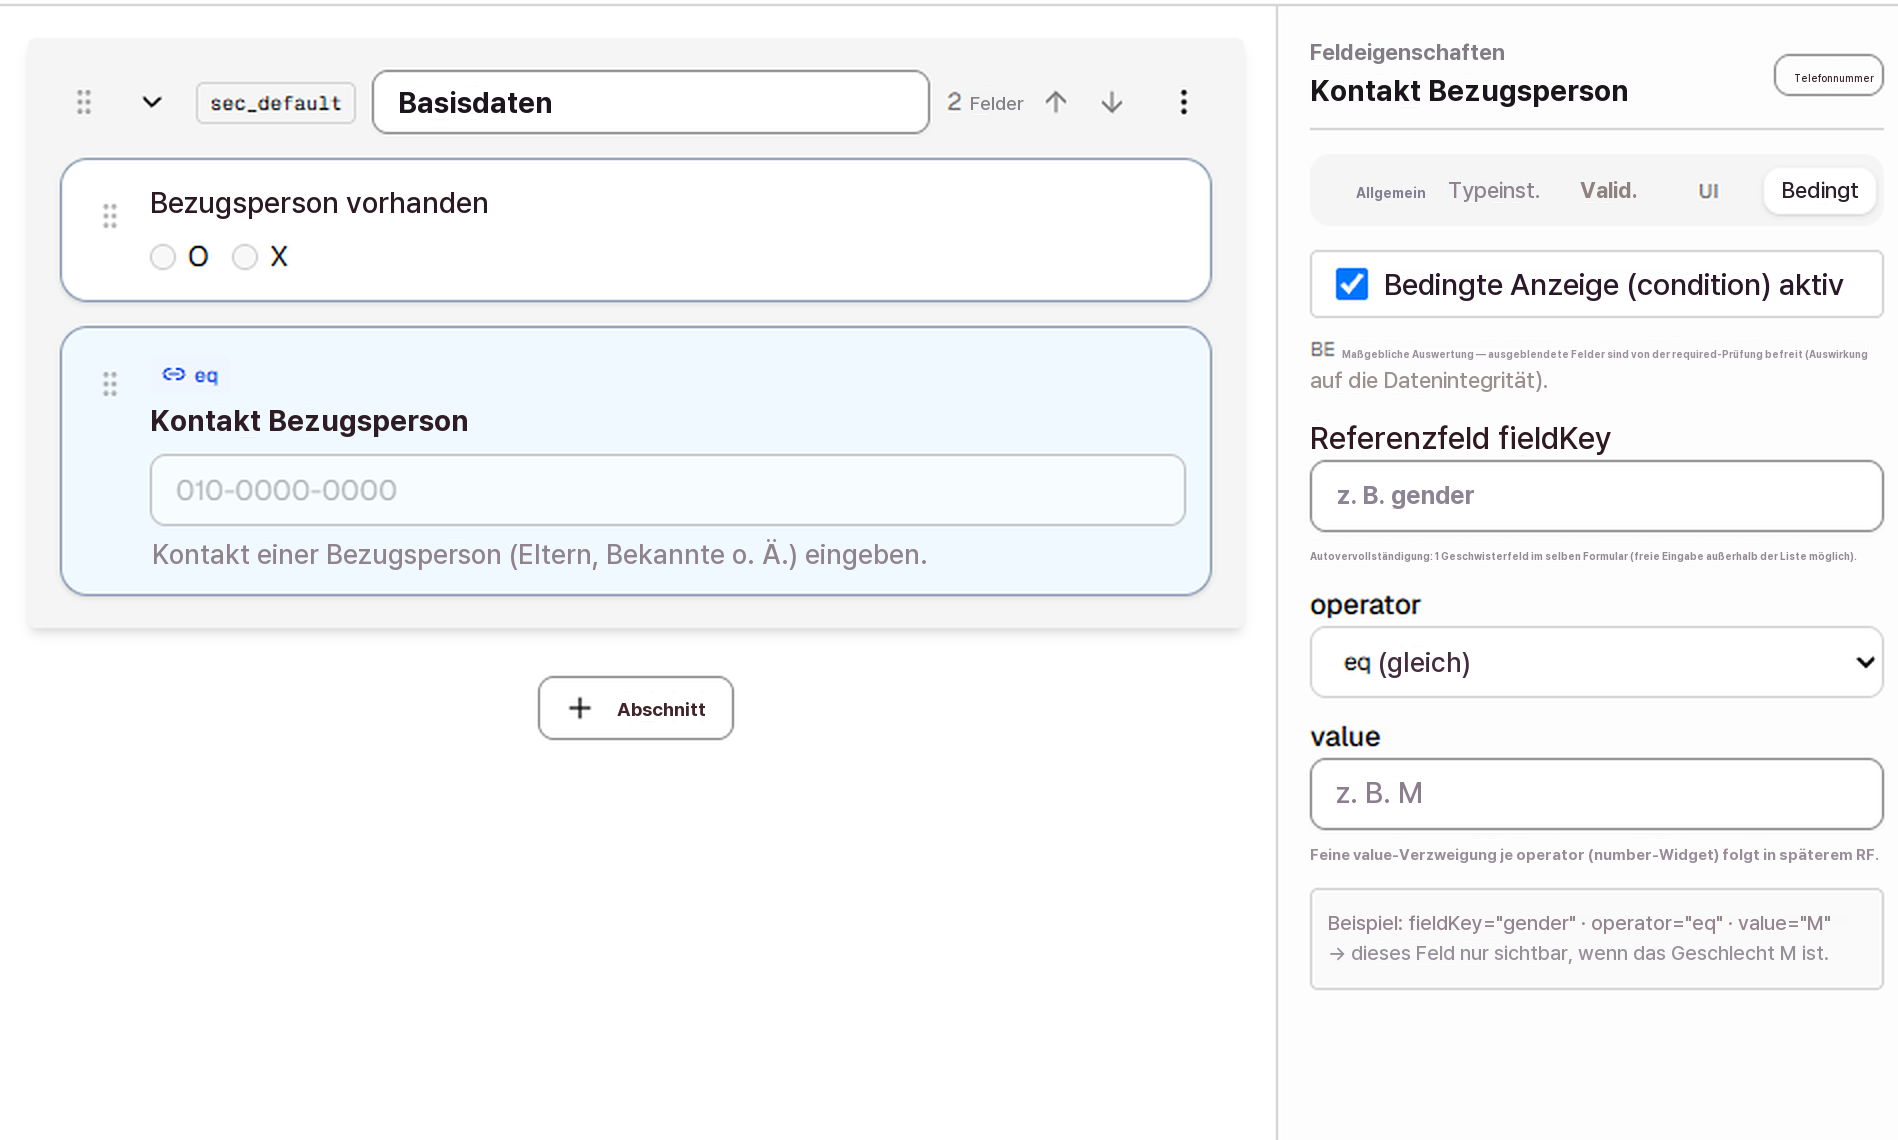 sec_default
Basisdaten
2 Felder
Bezugsperson vorhanden
O X
eq
Kontakt Bezugsperson
010-0000-0000
Kontakt einer Bezugsperson (Eltern, Bekannte o. Ä.) eingeben.
Abschnitt
Feldeigenschaften
Kontakt Bezugsperson
Telefonnummer
Allgemein Typeinst. Valid. UI Bedingt
Bedingte Anzeige (condition) aktiv
BE Maßgebliche Auswertung — ausgeblendete Felder sind von der required-Prüfung befreit (Auswirkung
auf die Datenintegrität).
Referenzfeld fieldKey
z. B. gender
Autovervollständigung: 1 Geschwisterfeld im selben Formular (freie Eingabe außerhalb der Liste möglich).
operator
eq (gleich)
value
z. B. M
Feine value-Verzweigung je operator (number-Widget) folgt in späterem RF.
Beispiel: fieldKey="gender" · operator="eq" · value="M"
→ dieses Feld nur sichtbar, wenn das Geschlecht M ist.